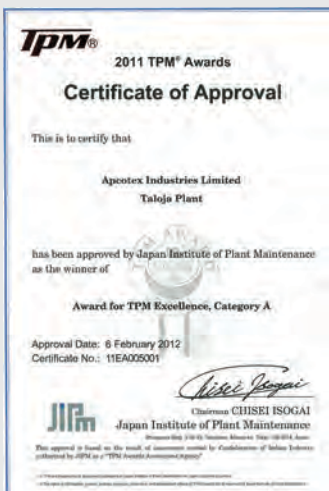 TPM®
2011 TPM® Awards
Certificate of Approval
This is to certify that
Apcotex Industries Limited
Taloja Plant
has been approved by Japan Institute of Plant Maintenance
as the winner of
Award for TPM Excellence, Category A
Approval Date: 6 February 2012
Certificate No.: 11EA005001
Chisei Isogai
JIPM
Chairman CHISEI ISOGAI
Japan Institute of Plant Maintenance
This approval is based on the result of assessment created by Confederation of Indian Industry
authorized by JIPM as a "TPM Awards Assessment Agency"